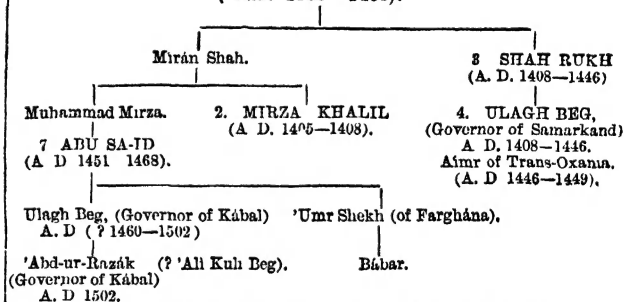 Mirán Shah. 3 SHAH RUKH
(A. D. 1408—1446)
Muhammad Mirza. 2. MIRZA KHALIL 4. ULAGH BEG,
(A D. 1405—1408). (Governor of Samarkand)
7 ABU SA-ID A D. 1408—1446.
(A D 1451 1468). Aimr of Trans-Oxania.
(A. D 1446—1449).
Ulagh Beg, (Governor of Kábal) 'Umr Shekh (of Farghána).
A. D ( ? 1460—1502)
'Abd-ur-Razák (? 'Ali Kuli Beg). Bábar.
(Governor of Kábal)
A. D 1502.